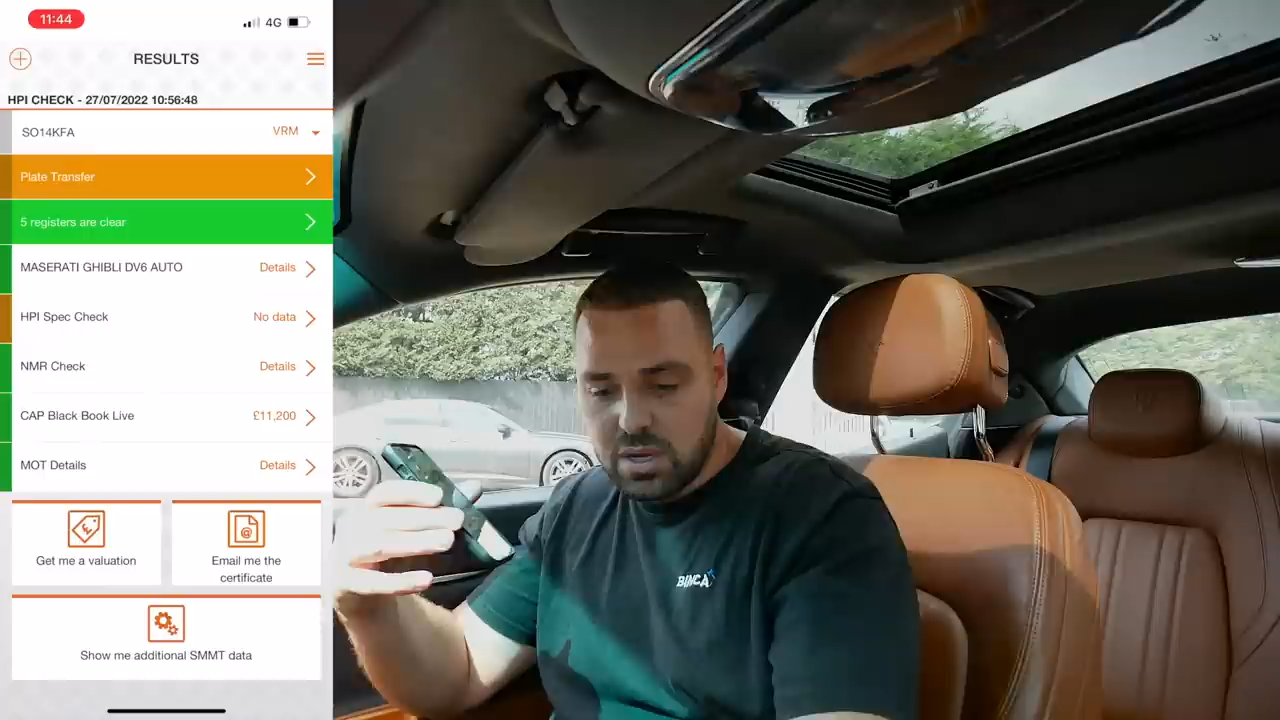 11:44
4G
RESULTS
HPI CHECK - 27/07/2022 10:56:48
SO14KFA VRM
Plate Transfer
5 registers are clear
MASERATI GHIBLI DV6 AUTO Details
HPI Spec Check No data
NMR Check Details
CAP Black Book Live £11,200
MOT Details Details
Get me a valuation
Email me the
certificate
Show me additional SMMT data
BIMCA